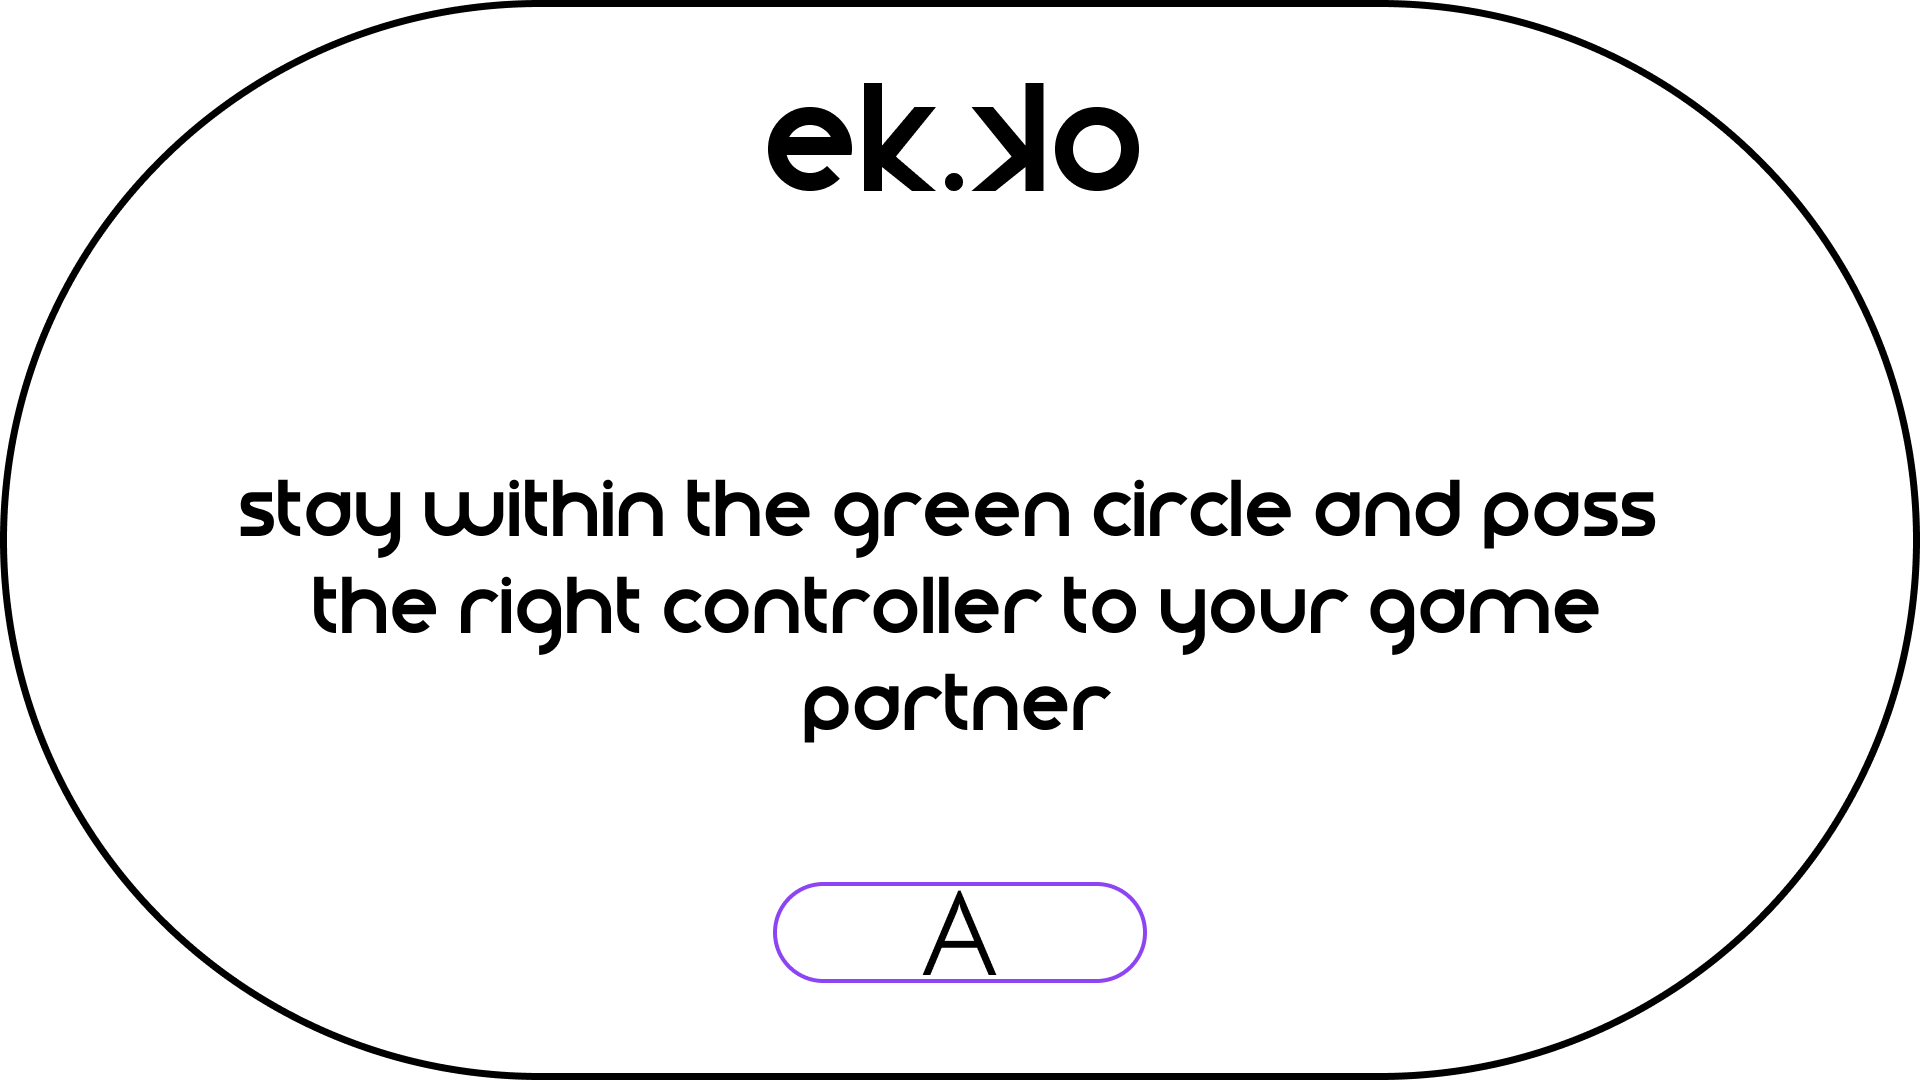 ek.ko
stay within the green circle and pass
the right controller to your game
partner
A